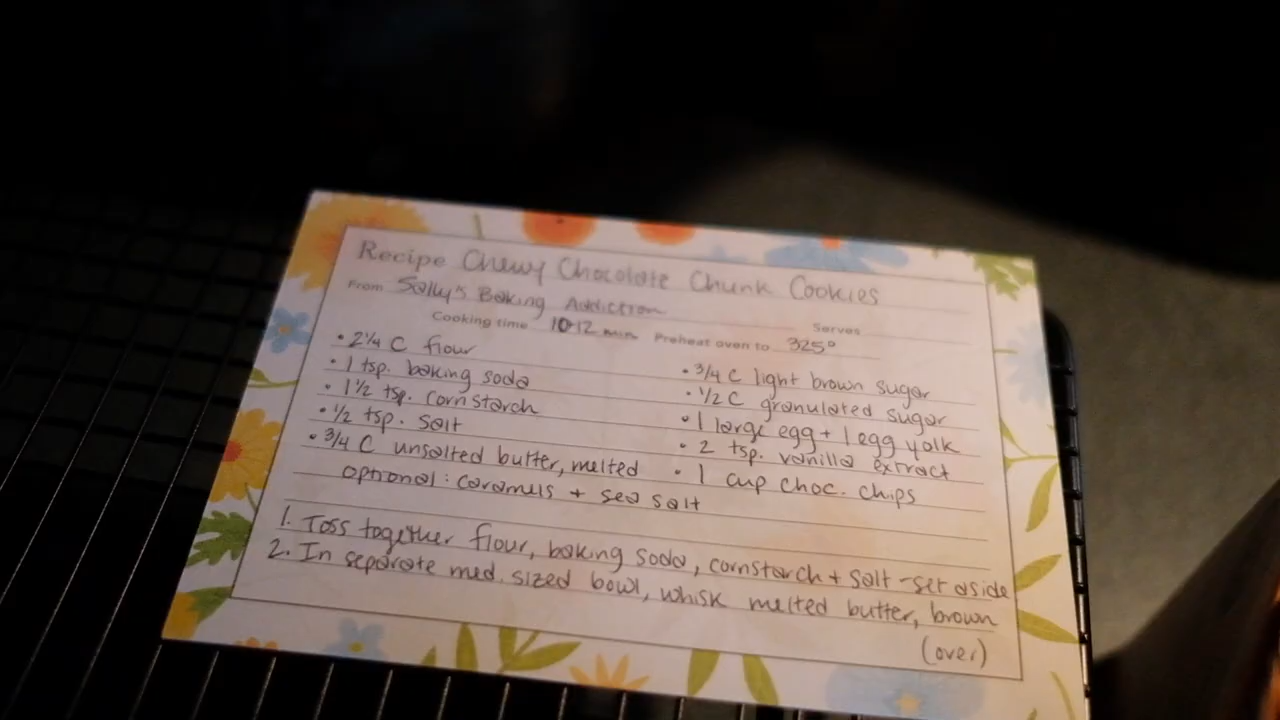 Recipe Chewy Chocolate Chunk Cookies
From Sally's Baking Addiction
Cooking time 10-12 min Preheat oven to 325° Serves
• 2 1/4 C flour
• 1 tsp. baking soda
• 1 1/2 tsp. cornstarch
• 1/2 tsp. salt
• 3/4 C unsalted butter, melted
optional: caramels + sea salt
• 3/4 C light brown sugar
• 1/2 C granulated sugar
• 1 large egg + 1 egg yolk
• 2 tsp. vanilla extract
• 1 cup choc. chips
1. Toss together flour, baking soda, cornstarch + salt - set aside
2. In separate med. sized bowl, whisk melted butter, brown
(over)